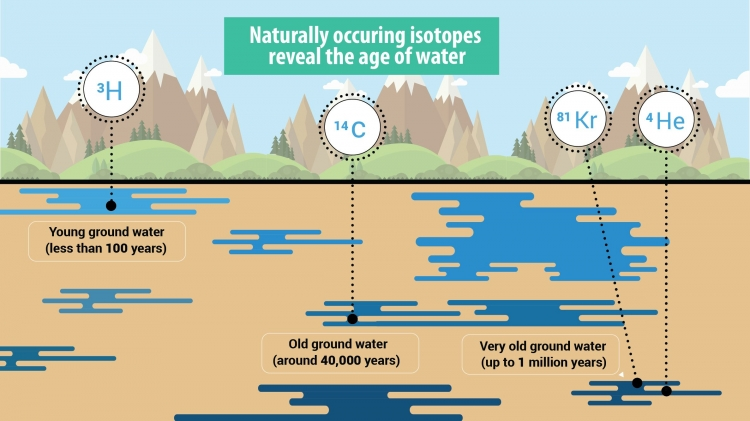 Naturally occuring isotopes
reveal the age of water
³H
¹⁴C
⁸¹Kr
⁴He
Young ground water
(less than 100 years)
Old ground water
(around 40,000 years)
Very old ground water
(up to 1 million years)